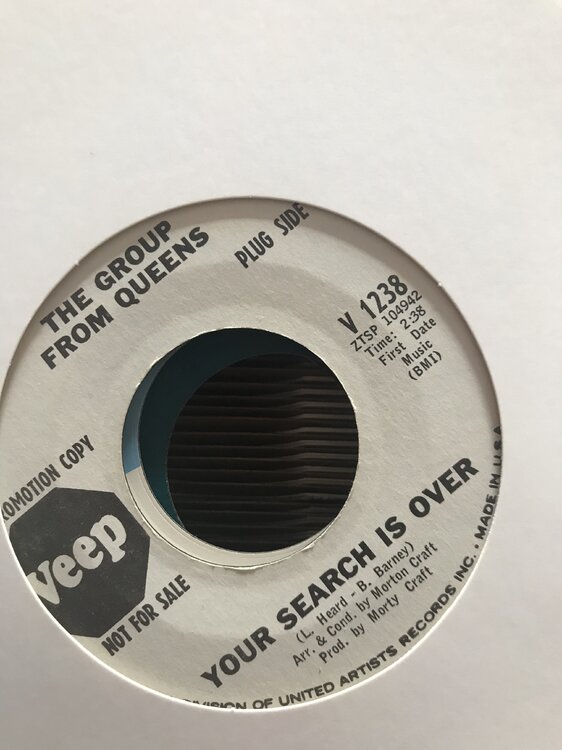 THE GROUP
FROM QUEENS
PLUG SIDE
V 1238
ZTSP 104942
Time: 2:38
First Date
Music
(BMI)
COPY
veep
NOT FOR SALE
YOUR SEARCH IS OVER
(L. Heard - B. Barney)
Arr. & Cond. by Morton Craft
Prod. by Morty Craft
OF UNITED ARTISTS RECORDS INC. . MADE IN U.S.A.